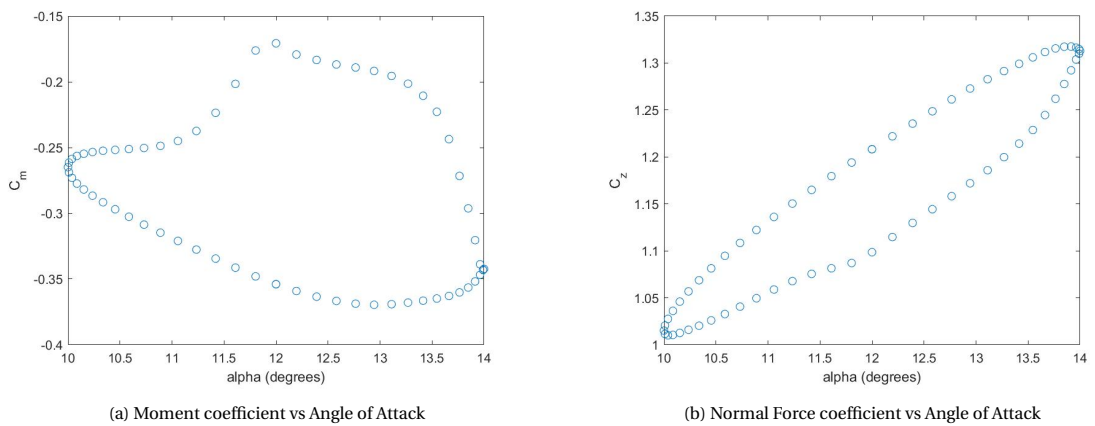 -0.15
-0.2
-0.25
-0.3
-0.35
-0.4
C_m
10 10.5 11 11.5 12 12.5 13 13.5 14
alpha (degrees)
(a) Moment coefficient vs Angle of Attack
1.35
1.3
1.25
1.2
1.15
1.1
1.05
1
C_z
10 10.5 11 11.5 12 12.5 13 13.5 14
alpha (degrees)
(b) Normal Force coefficient vs Angle of Attack